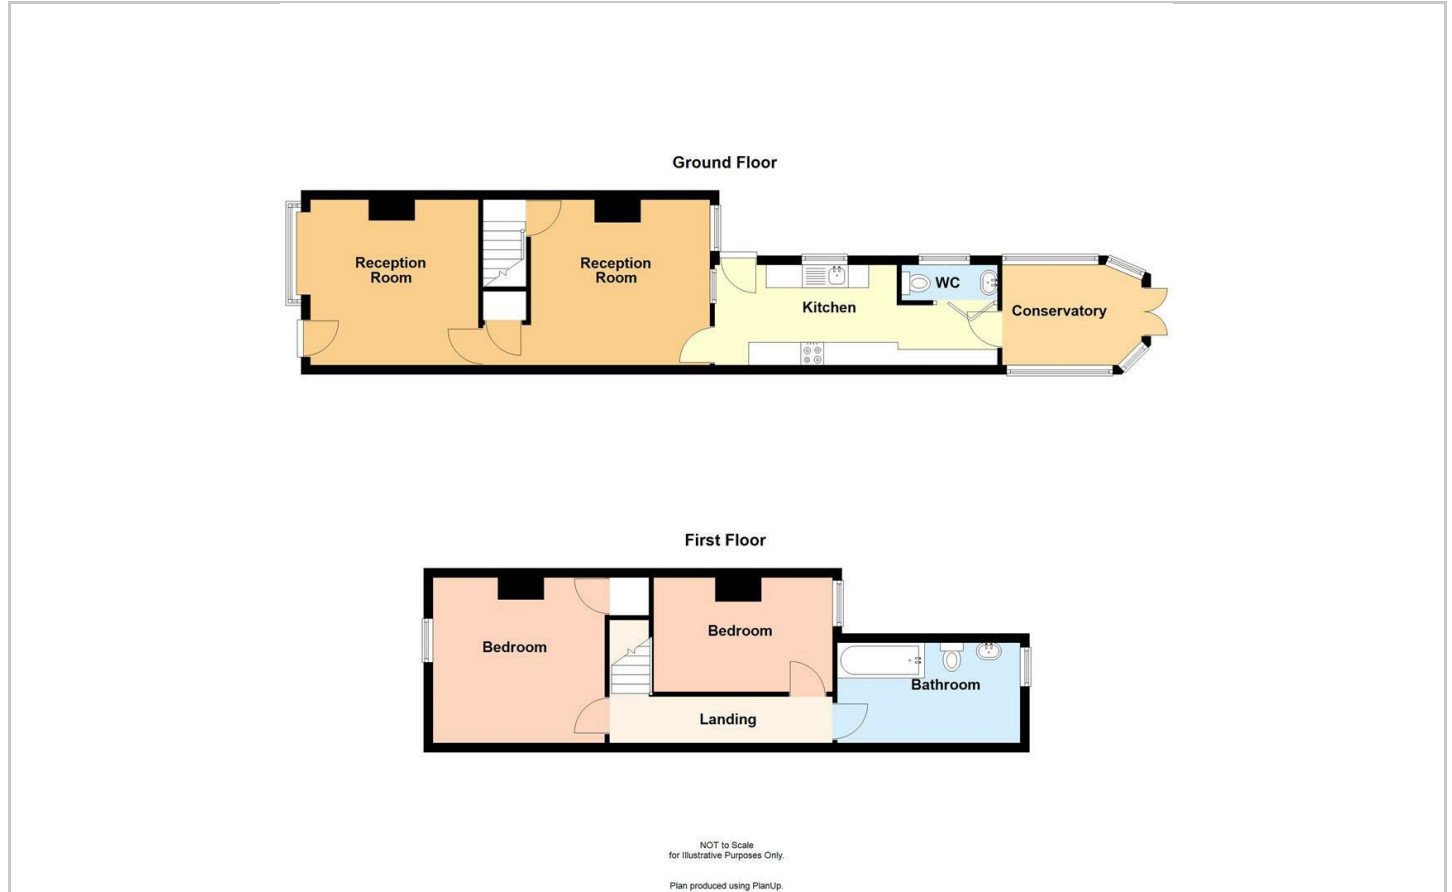 Ground Floor
Reception
Room
Reception
Room
WC
Kitchen
Conservatory
First Floor
Bedroom
Bedroom
Bathroom
Landing
NOT to Scale
for Illustrative Purposes Only.
Plan produced using PlanUp.